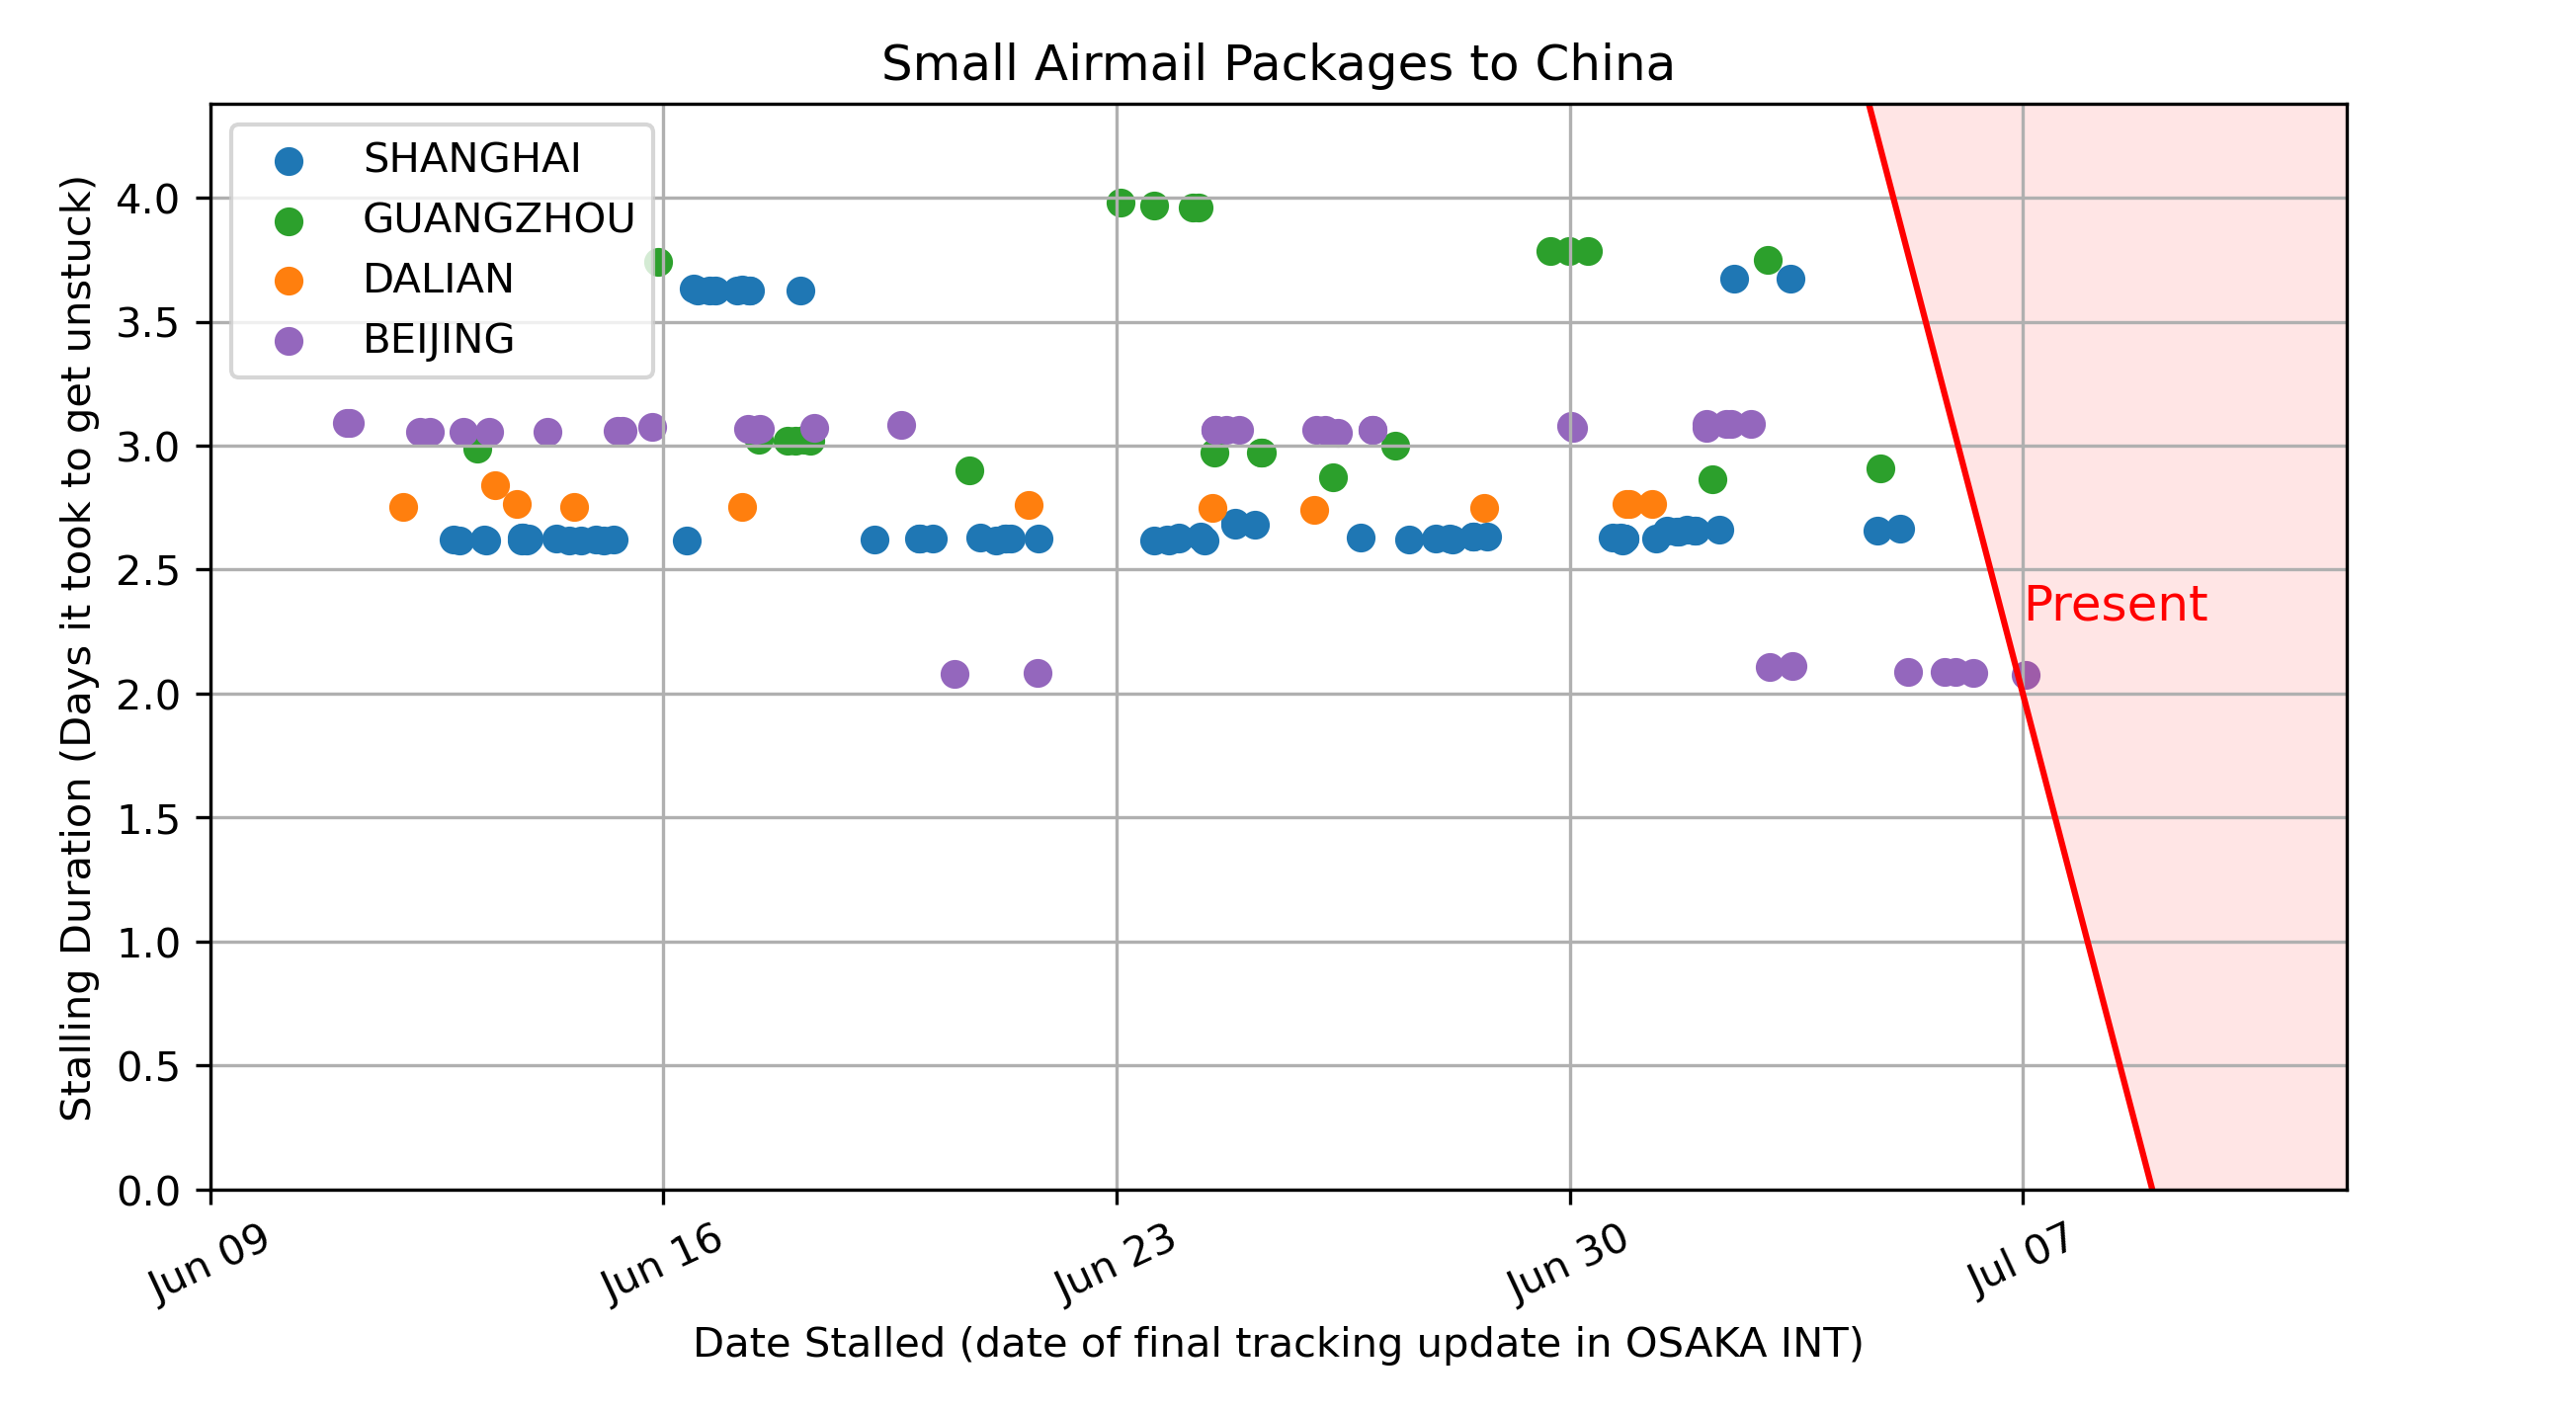 Small Airmail Packages to China
SHANGHAI
GUANGZHOU
DALIAN
BEIJING
Stalling Duration (Days it took to get unstuck)
4.0
3.5
3.0
2.5
2.0
1.5
1.0
0.5
0.0
Present
Jun 09
Jun 16
Jun 23
Jun 30
Jul 07
Date Stalled (date of final tracking update in OSAKA INT)